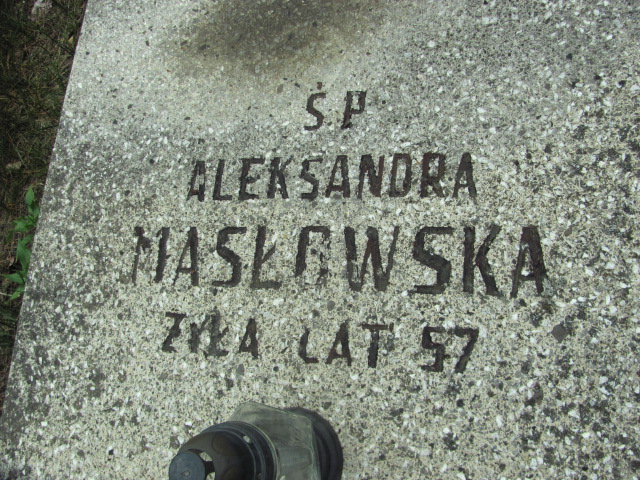 Ś P
ALEKSANDRA
MASŁOWSKA
ŻYŁA LAT 57